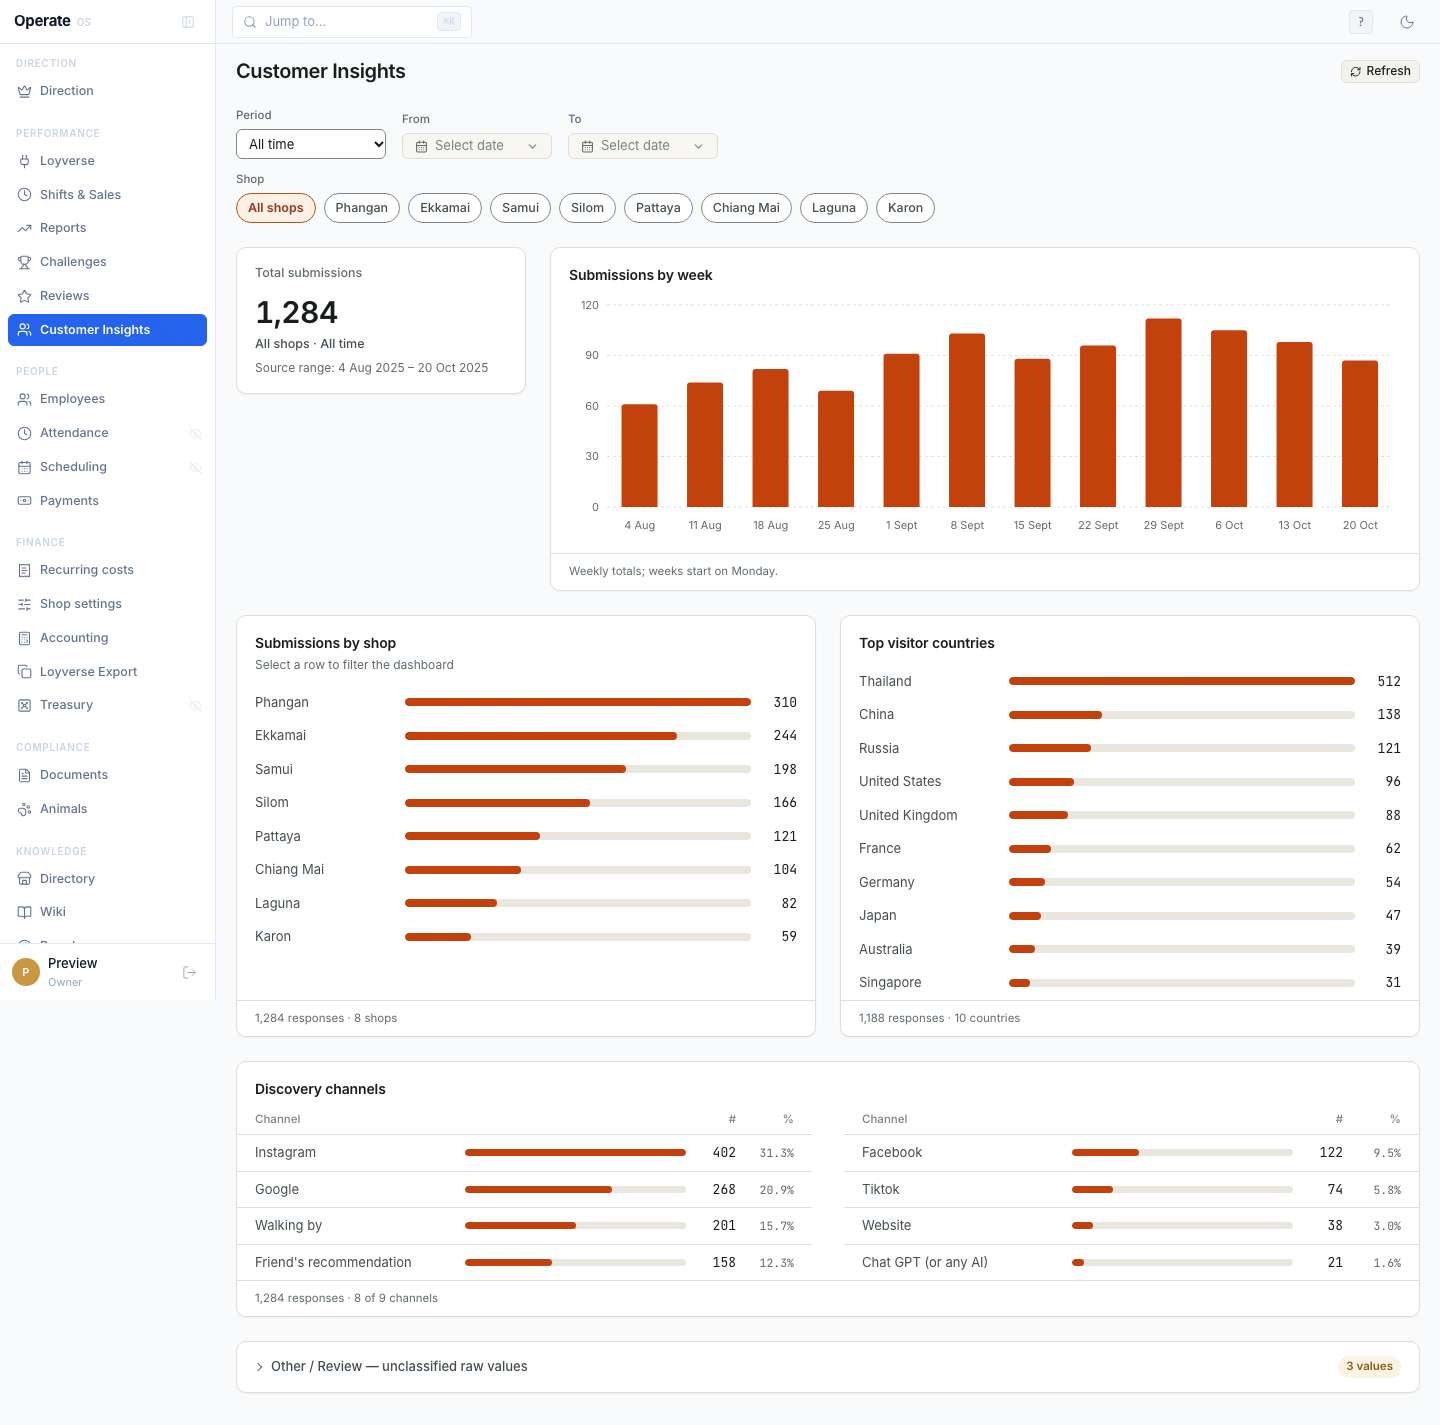 Operate OS
Jump to...
⌘K
?
DIRECTION
Direction
PERFORMANCE
Loyverse
Shifts & Sales
Reports
Challenges
Reviews
Customer Insights
PEOPLE
Employees
Attendance
Scheduling
Payments
FINANCE
Recurring costs
Shop settings
Accounting
Loyverse Export
Treasury
COMPLIANCE
Documents
Animals
KNOWLEDGE
Directory
Wiki
P
Preview
Owner
Customer Insights
Refresh
Period
From
To
All time
Select date
Select date
Shop
All shops
Phangan
Ekkamai
Samui
Silom
Pattaya
Chiang Mai
Laguna
Karon
Total submissions
1,284
All shops · All time
Source range: 4 Aug 2025 – 20 Oct 2025
Submissions by week
120
90
60
30
0
4 Aug
11 Aug
18 Aug
25 Aug
1 Sept
8 Sept
15 Sept
22 Sept
29 Sept
6 Oct
13 Oct
20 Oct
Weekly totals; weeks start on Monday.
Submissions by shop
Select a row to filter the dashboard
Phangan 310
Ekkamai 244
Samui 198
Silom 166
Pattaya 121
Chiang Mai 104
Laguna 82
Karon 59
1,284 responses · 8 shops
Top visitor countries
Thailand 512
China 138
Russia 121
United States 96
United Kingdom 88
France 62
Germany 54
Japan 47
Australia 39
Singapore 31
1,188 responses · 10 countries
Discovery channels
Channel # %
Instagram 402 31.3%
Google 268 20.9%
Walking by 201 15.7%
Friend's recommendation 158 12.3%
Channel # %
Facebook 122 9.5%
Tiktok 74 5.8%
Website 38 3.0%
Chat GPT (or any AI) 21 1.6%
1,284 responses · 8 of 9 channels
Other / Review — unclassified raw values
3 values